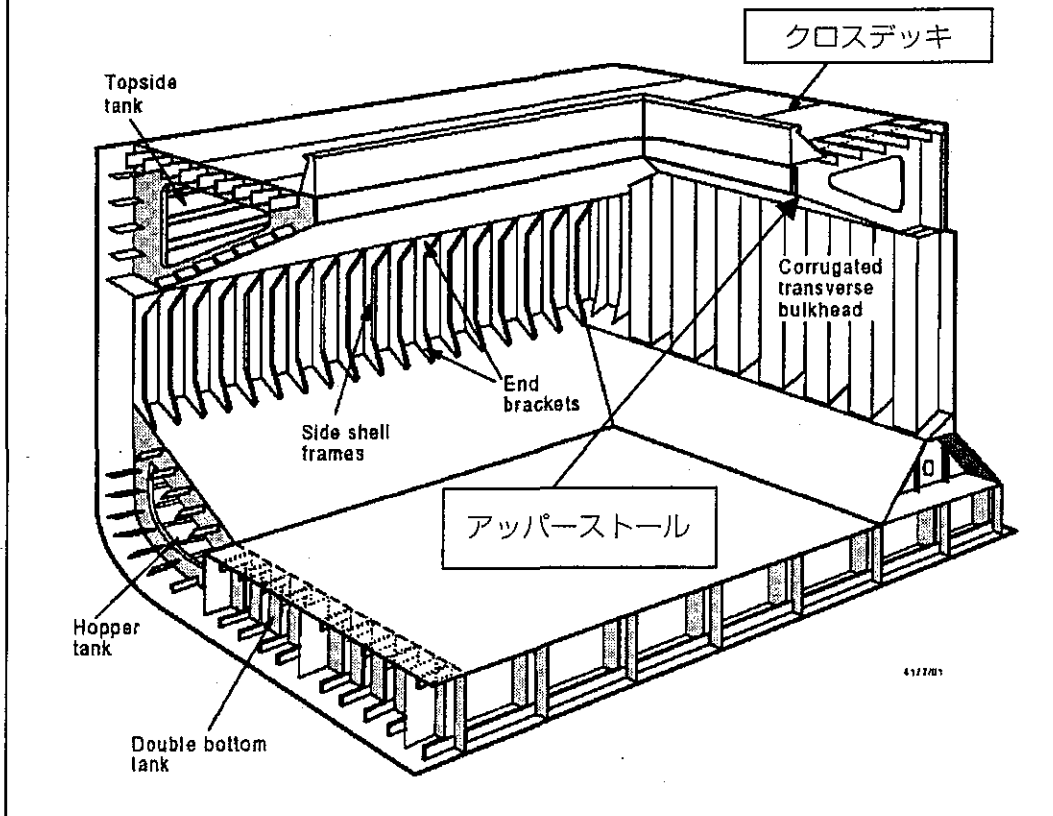 クロスデッキ
Topside
tank
Corrugated
transverse
bulkhead
End
brackets
Side shell
frames
アッパーストール
Hopper
tank
Double bottom
tank